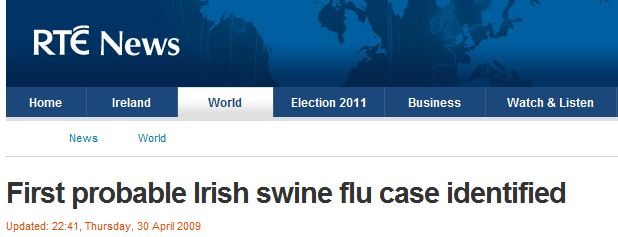 RTÉ News
Home Ireland World Election 2011 Business Watch & Listen
News World
First probable Irish swine flu case identified
Updated: 22:41, Thursday, 30 April 2009